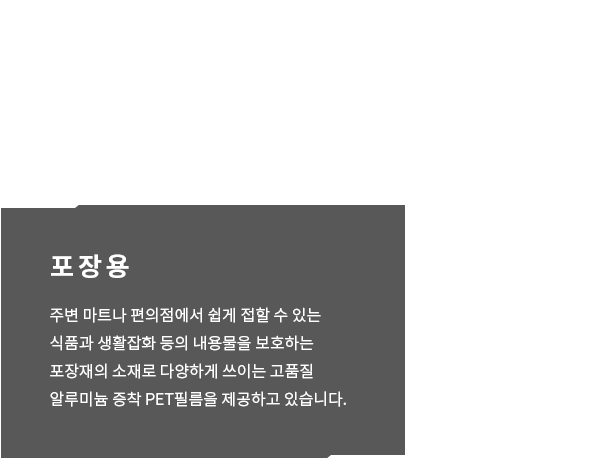 포장용
주변 마트나 편의점에서 쉽게 접할 수 있는
식품과 생활잡화 등의 내용물을 보호하는
포장재의 소재로 다양하게 쓰이는 고품질
알루미늄 증착 PET필름을 제공하고 있습니다.